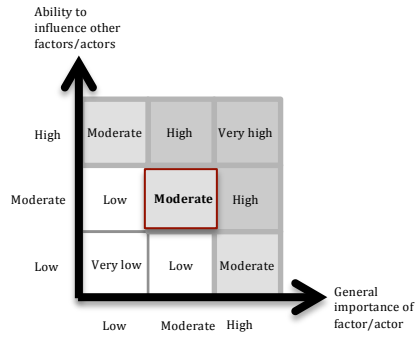 Ability to
influence other
factors/actors
High
Moderate
High
Very high
Moderate
Low
Moderate
High
Low
Very low
Low
Moderate
General
importance of
factor/actor
Low
Moderate
High